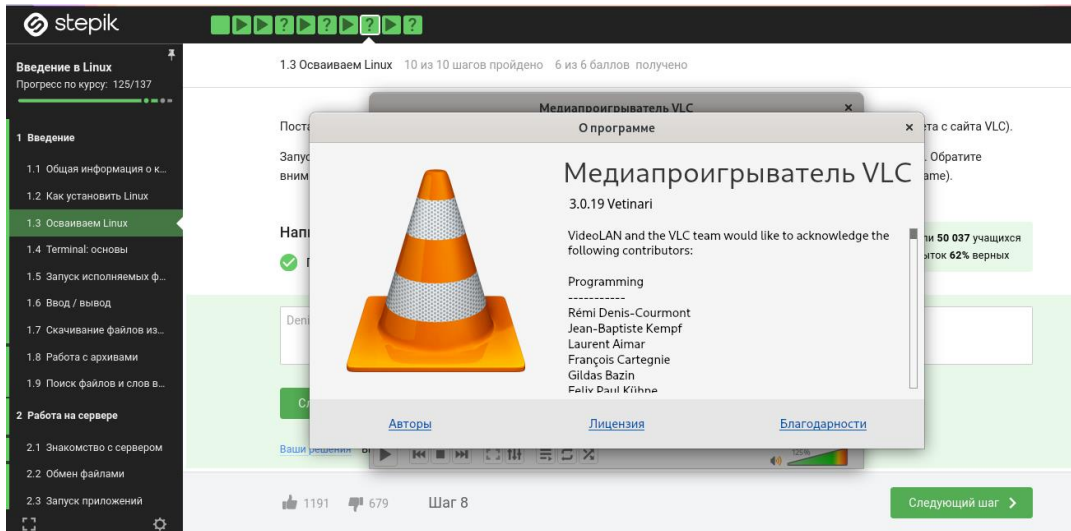 stepik
Введение в Linux
Прогресс по курсу: 125/137
1 Введение
1.1 Общая информация о к...
1.2 Как установить Linux
1.3 Осваиваем Linux
1.4 Terminal: основы
1.5 Запуск исполняемых ф...
1.6 Ввод / вывод
1.7 Скачивание файлов из...
1.8 Работа с архивами
1.9 Поиск файлов и слов в...
2 Работа на сервере
2.1 Знакомство с сервером
2.2 Обмен файлами
2.3 Запуск приложений
1.3 Осваиваем Linux 10 из 10 шагов пройдено 6 из 6 баллов получено
Медиапроигрыватель VLC
с сайта VLC).
Обратите
50 037 учащихся
62% верных
О программе
Медиапроигрыватель VLC
3.0.19 Vetinari
VideoLAN and the VLC team would like to acknowledge the
following contributors:
Programming
-----------
Rémi Denis-Courmont
Jean-Baptiste Kempf
Laurent Aimar
François Cartegnie
Gildas Bazin
Felix Paul Kühne
Авторы Лицензия Благодарности
Ваши решения
125%
1191 679 Шаг 8
Следующий шаг